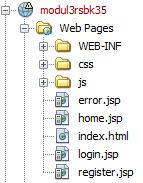 modul3rsbk35
Web Pages
WEB-INF
css
js
error.jsp
home.jsp
index.html
login.jsp
register.jsp